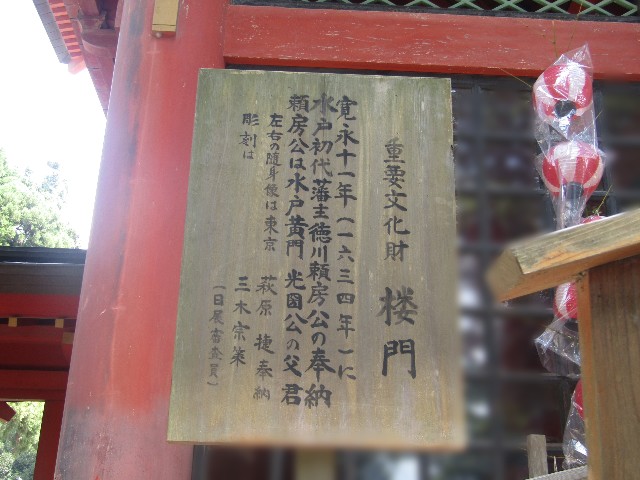 重要文化財 楼門
寛永十一年(一六三四年)に
水戸初代藩主徳川頼房公の奉納
頼房公は水戸黄門 光圀公の父君
左右の随身像は東京 萩原 捷奉納
彫刻は 三木宗策
(日展審査員)